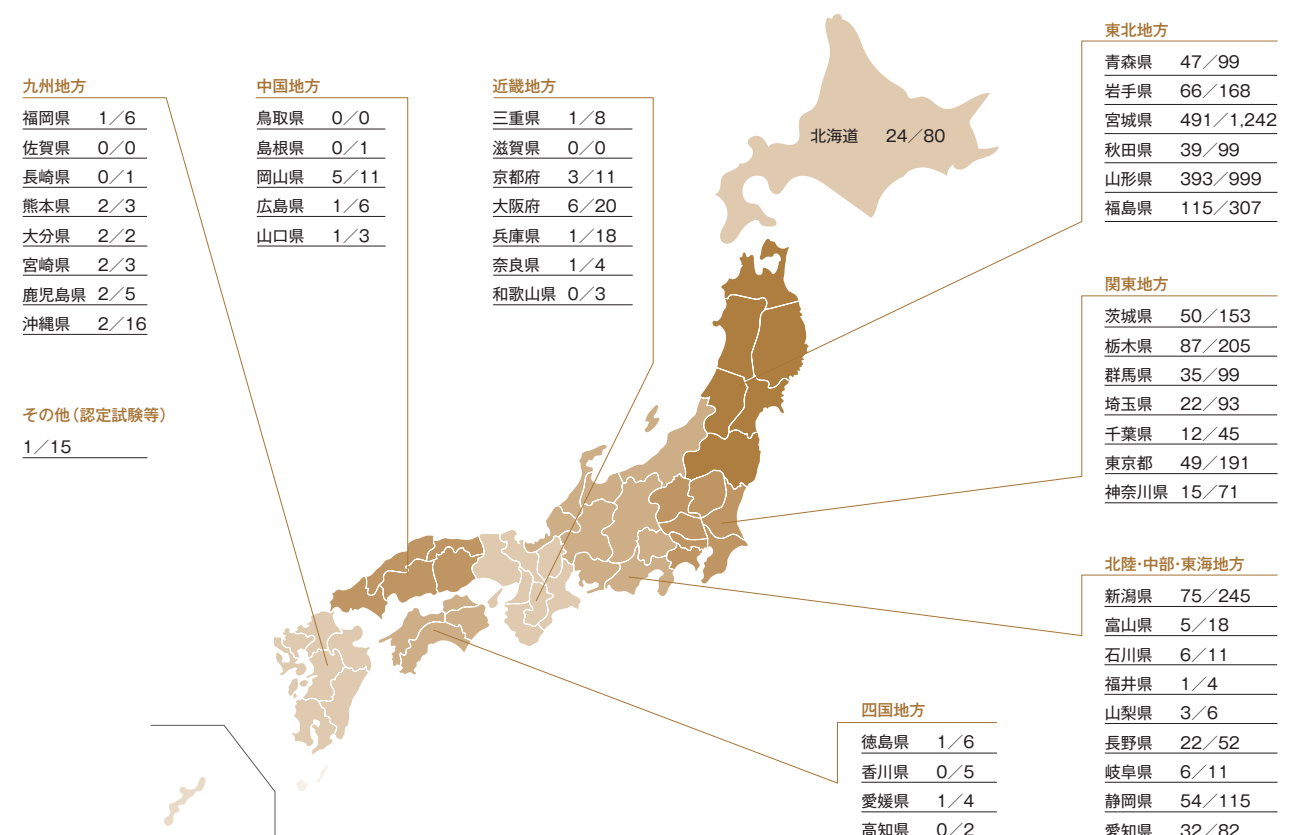 九州地方
福岡県 1／6
佐賀県 0／0
長崎県 0／1
熊本県 2／3
大分県 2／2
宮崎県 2／3
鹿児島県 2／5
沖縄県 2／16
その他（認定試験等）
1／15
中国地方
鳥取県 0／0
島根県 0／1
岡山県 5／11
広島県 1／6
山口県 1／3
近畿地方
三重県 1／8
滋賀県 0／0
京都府 3／11
大阪府 6／20
兵庫県 1／18
奈良県 1／4
和歌山県 0／3
北海道 24／80
東北地方
青森県 47／99
岩手県 66／168
宮城県 491／1,242
秋田県 39／99
山形県 393／999
福島県 115／307
関東地方
茨城県 50／153
栃木県 87／205
群馬県 35／99
埼玉県 22／93
千葉県 12／45
東京都 49／191
神奈川県 15／71
北陸・中部・東海地方
新潟県 75／245
富山県 5／18
石川県 6／11
福井県 1／4
山梨県 3／6
長野県 22／52
岐阜県 6／11
静岡県 54／115
愛知県 32／82
四国地方
徳島県 1／6
香川県 0／5
愛媛県 1／4
高知県 0／2